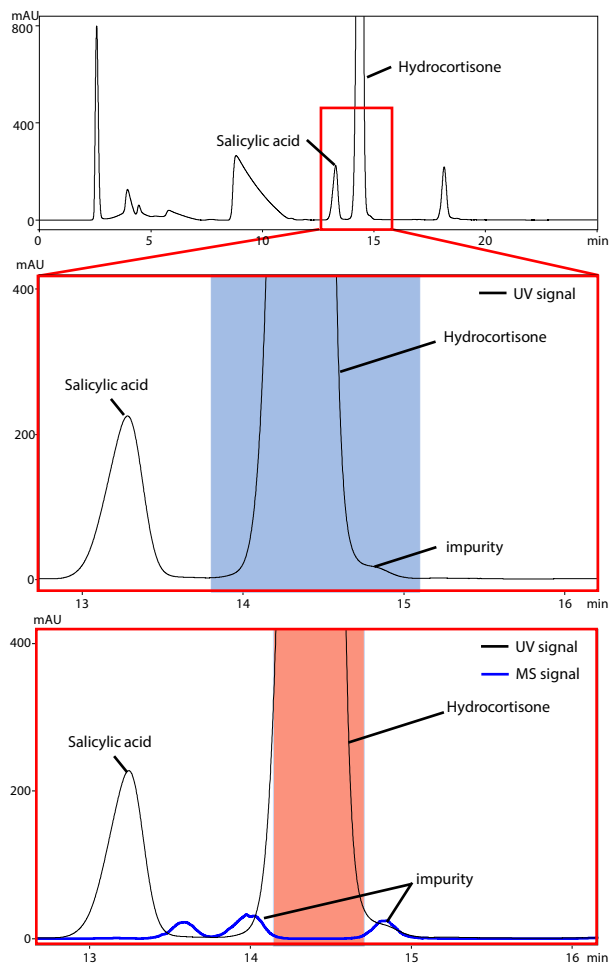 mAU
800
Hydrocortisone
400
Salicylic acid
0
0 5 10 15 20 min
mAU
400
UV signal
Hydrocortisone
Salicylic acid
200
impurity
0
13 14 15 16 min
mAU
400
UV signal
MS signal
Hydrocortisone
Salicylic acid
200
impurity
0
13 14 15 16 min